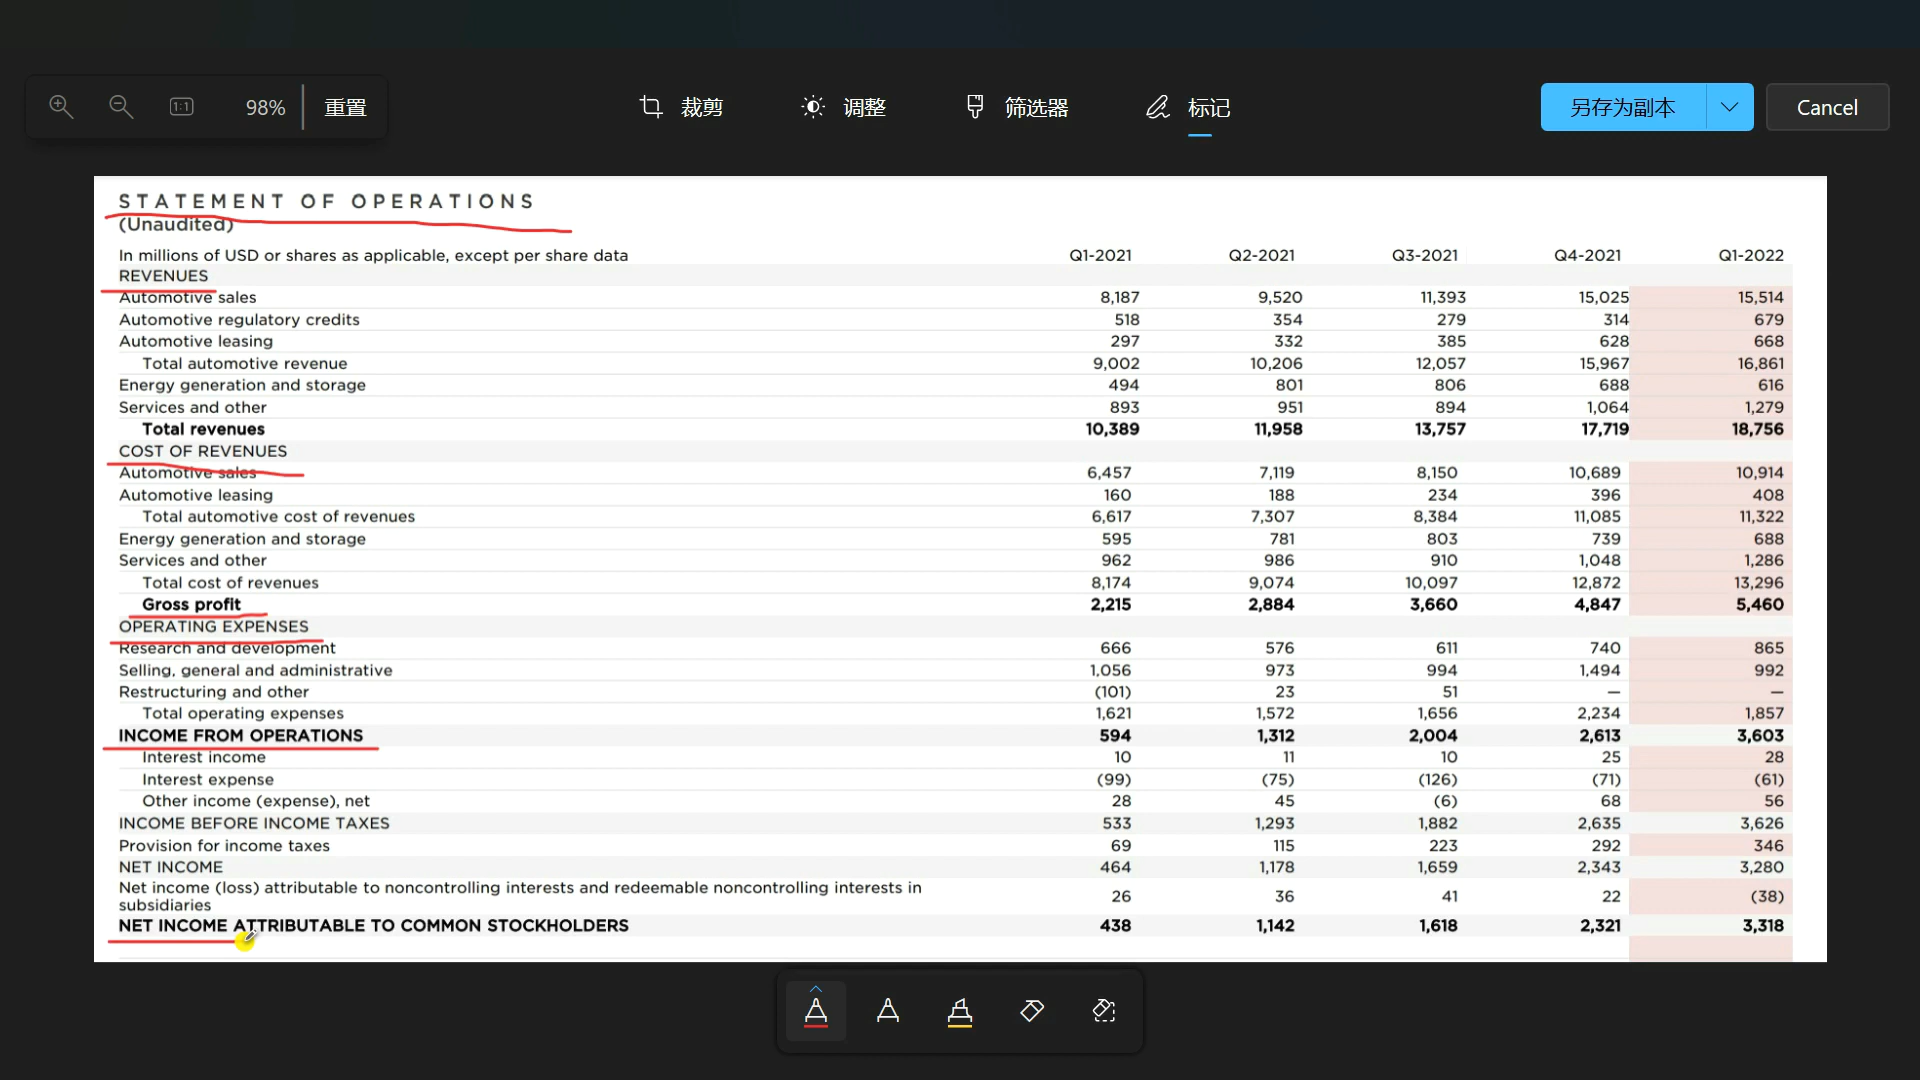 98% 重置 裁剪 调整 筛选器 标记 另存为副本 Cancel
STATEMENT OF OPERATIONS
(Unaudited)
In millions of USD or shares as applicable, except per share data Q1-2021 Q2-2021 Q3-2021 Q4-2021 Q1-2022
REVENUES
Automotive sales 8,187 9,520 11,393 15,025 15,514
Automotive regulatory credits 518 354 279 314 679
Automotive leasing 297 332 385 628 668
Total automotive revenue 9,002 10,206 12,057 15,967 16,861
Energy generation and storage 494 801 806 688 616
Services and other 893 951 894 1,064 1,279
Total revenues 10,389 11,958 13,757 17,719 18,756
COST OF REVENUES
Automotive sales 6,457 7,119 8,150 10,689 10,914
Automotive leasing 160 188 234 396 408
Total automotive cost of revenues 6,617 7,307 8,384 11,085 11,322
Energy generation and storage 595 781 803 739 688
Services and other 962 986 910 1,048 1,286
Total cost of revenues 8,174 9,074 10,097 12,872 13,296
Gross profit 2,215 2,884 3,660 4,847 5,460
OPERATING EXPENSES
Research and development 666 576 611 740 865
Selling, general and administrative 1,056 973 994 1,494 992
Restructuring and other (101) 23 51 — —
Total operating expenses 1,621 1,572 1,656 2,234 1,857
INCOME FROM OPERATIONS 594 1,312 2,004 2,613 3,603
Interest income 10 11 10 25 28
Interest expense (99) (75) (126) (71) (61)
Other income (expense), net 28 45 (6) 68 56
INCOME BEFORE INCOME TAXES 533 1,293 1,882 2,635 3,626
Provision for income taxes 69 115 223 292 346
NET INCOME 464 1,178 1,659 2,343 3,280
Net income (loss) attributable to noncontrolling interests and redeemable noncontrolling interests in
subsidiaries 26 36 41 22 (38)
NET INCOME ATTRIBUTABLE TO COMMON STOCKHOLDERS 438 1,142 1,618 2,321 3,318